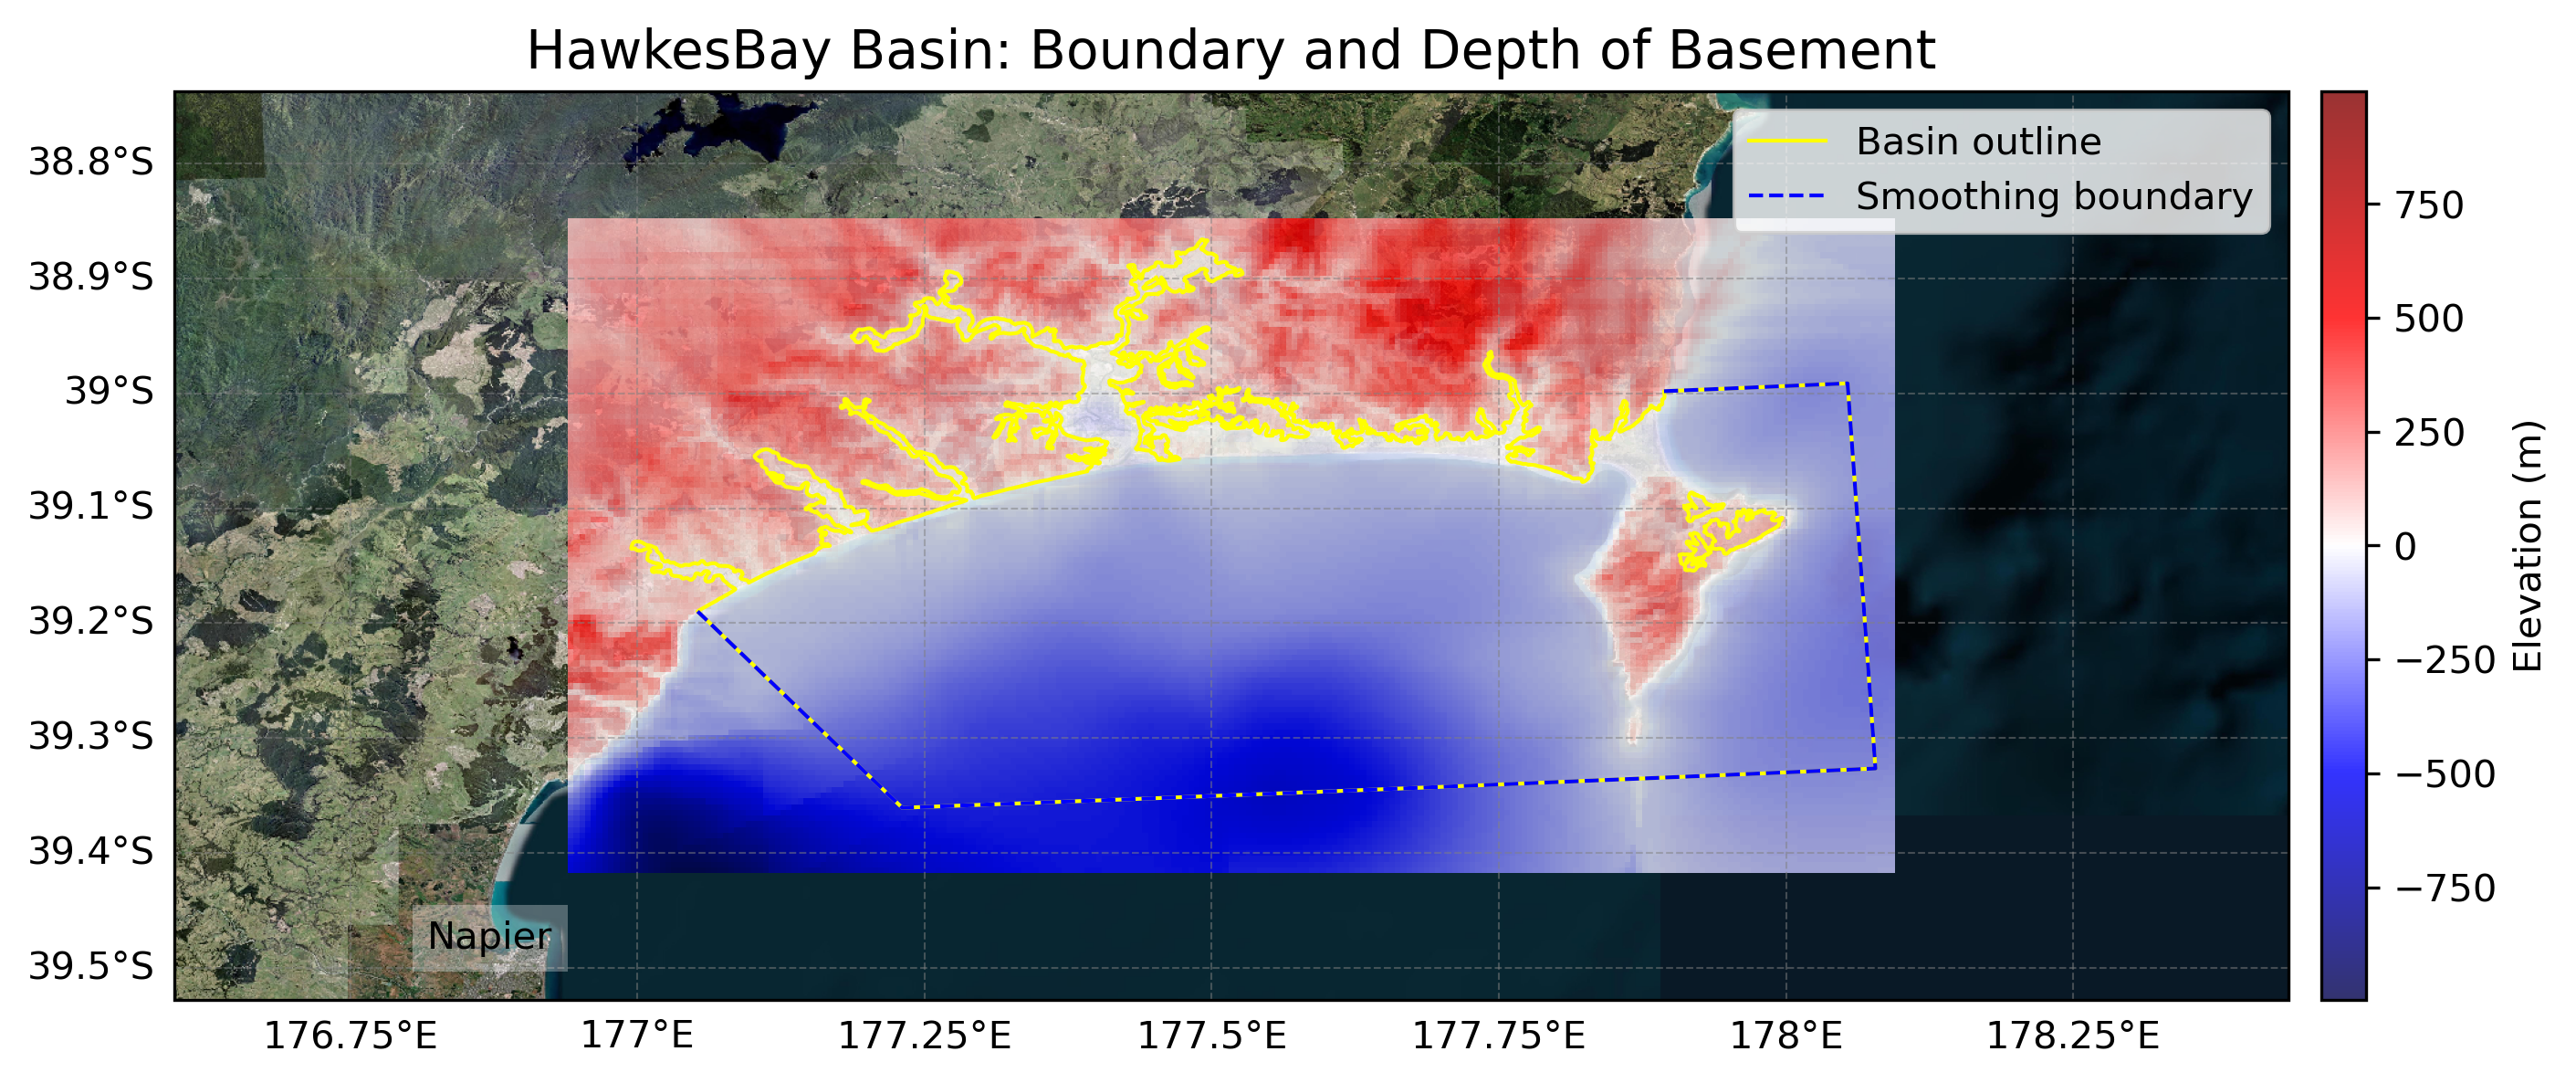 HawkesBay Basin: Boundary and Depth of Basement
Basin outline
Smoothing boundary
38.8°S
38.9°S
39°S
39.1°S
39.2°S
39.3°S
39.4°S
39.5°S
Napier
176.75°E
177°E
177.25°E
177.5°E
177.75°E
178°E
178.25°E
750
500
250
0
−250
−500
−750
Elevation (m)